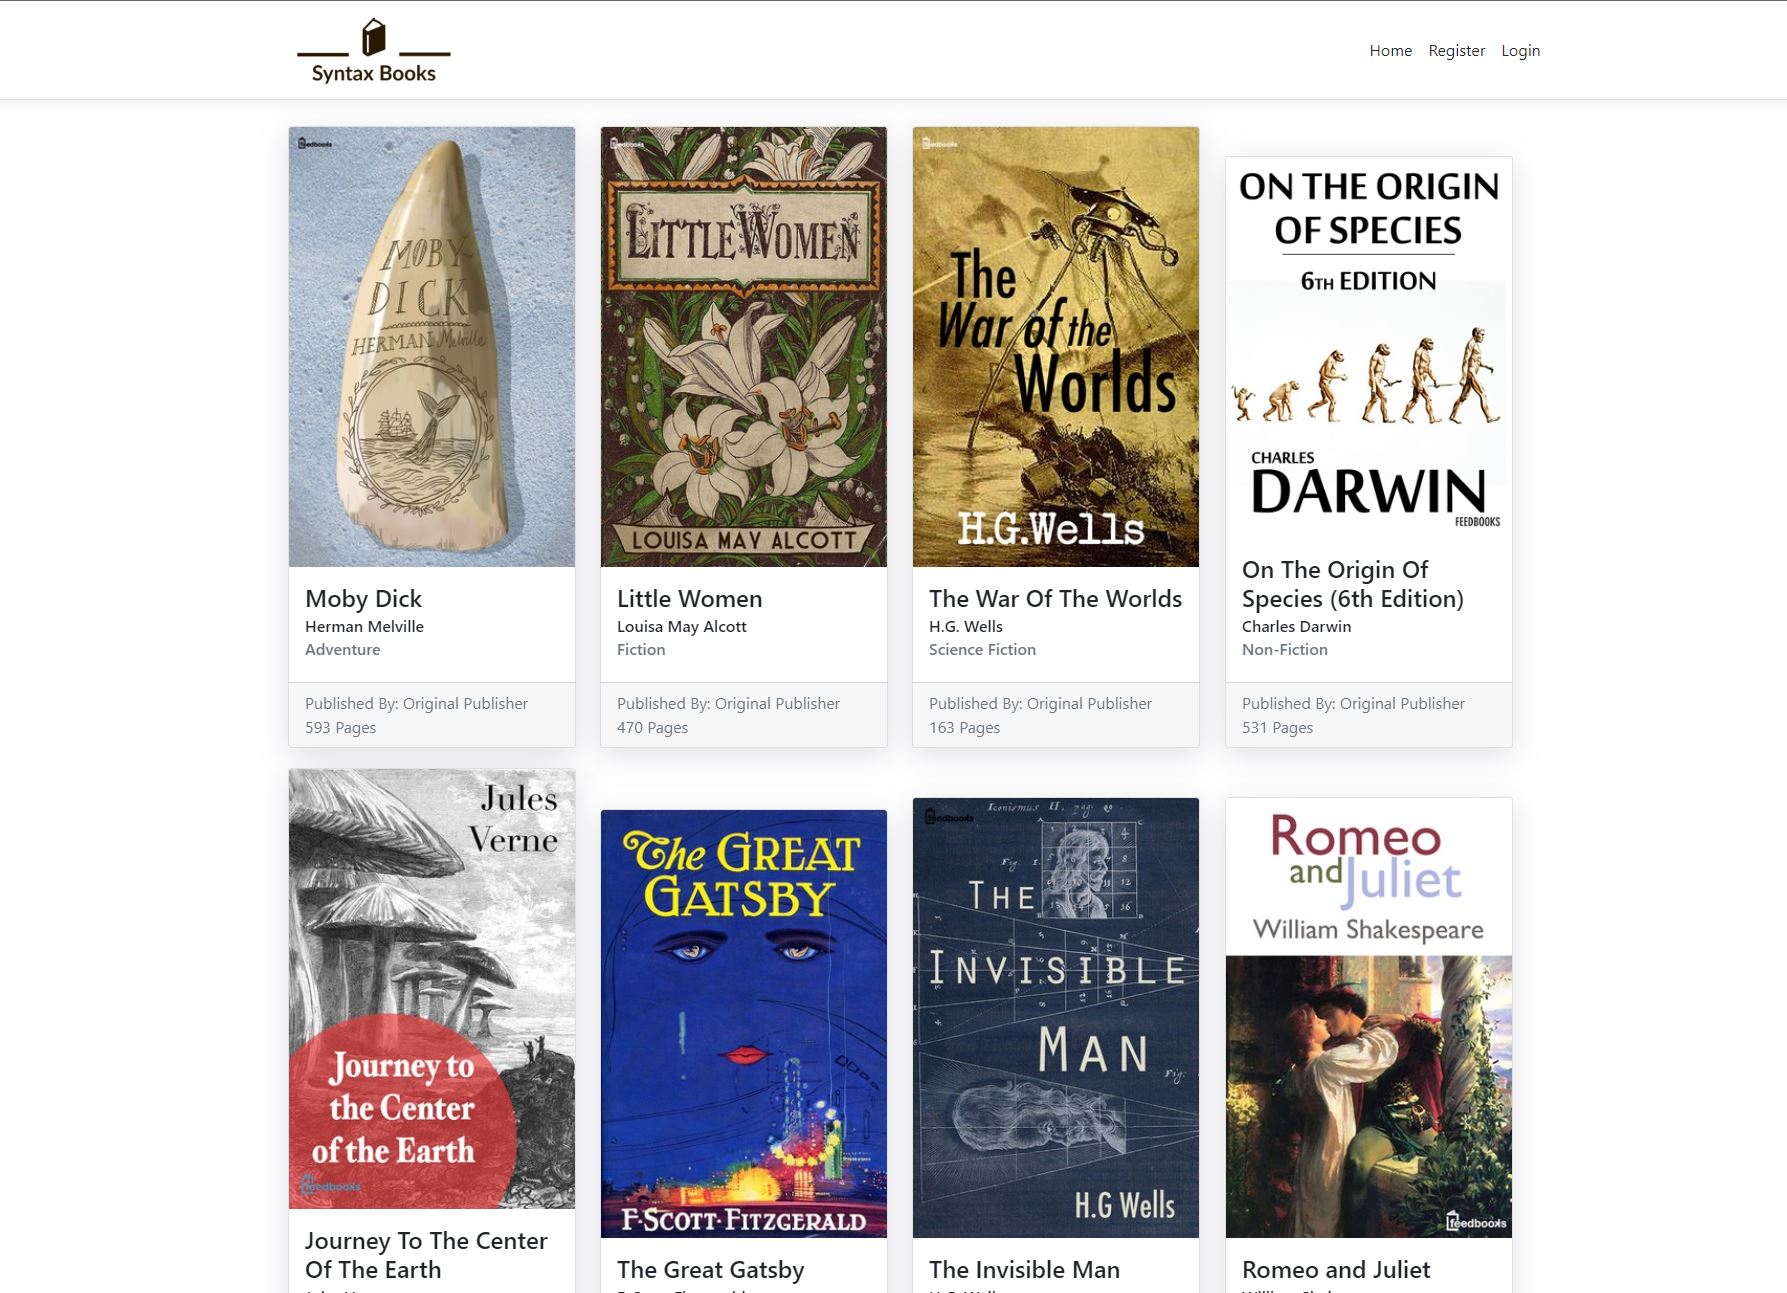 Syntax Books
Home Register Login
feedbooks
MOBY-
DICK
HERMAN Melville
feedbooks
LITTLE WOMEN
LOUISA MAY ALCOTT
feedbooks
The
War of the
Worlds
H.G.Wells
ON THE ORIGIN
OF SPECIES
6TH EDITION
CHARLES
DARWIN
FEEDBOOKS
Moby Dick
Herman Melville
Adventure
Published By: Original Publisher
593 Pages
Little Women
Louisa May Alcott
Fiction
Published By: Original Publisher
470 Pages
The War Of The Worlds
H.G. Wells
Science Fiction
Published By: Original Publisher
163 Pages
On The Origin Of
Species (6th Edition)
Charles Darwin
Non-Fiction
Published By: Original Publisher
531 Pages
Jules
Verne
Journey to
the Center
of the Earth
feedbooks
Journey To The Center
Of The Earth
The GREAT
GATSBY
F·SCOTT·FITZGERALD
The Great Gatsby
feedbooks
Iconismus II. pag: 90
Fig: I.
THE
INVISIBLE
MAN
Fig:
H.G Wells
The Invisible Man
Romeo
and Juliet
William Shakespeare
feedbooks
Romeo and Juliet